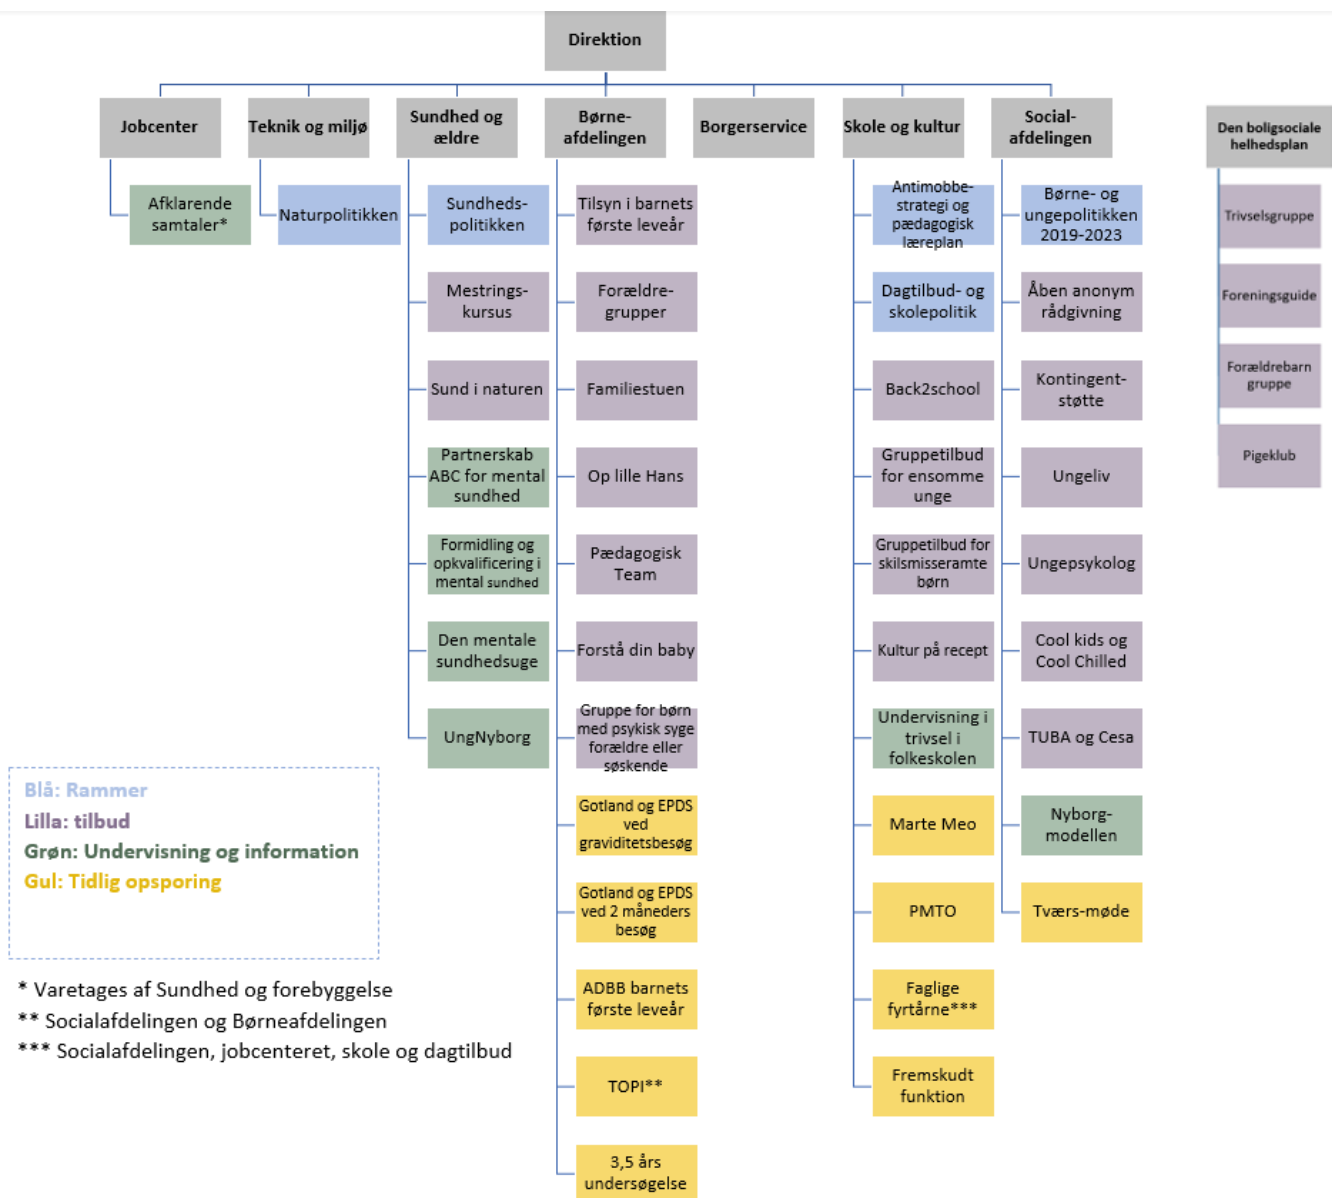 Direktion
Jobcenter
Teknik og miljø
Sundhed og
ældre
Børne-
afdelingen
Borgerservice
Skole og kultur
Social-
afdelingen
Den boligsociale
helhedsplan
Afklarende
samtaler*
Naturpolitikken
Sundheds-
politikken
Mestrings-
kursus
Sund i naturen
Partnerskab
ABC for mental
sundhed
Formidling og
opkvalificering i
mental sundhed
Den mentale
sundhedsuge
UngNyborg
Tilsyn i barnets
første leveår
Forældre-
grupper
Familiestuen
Op lille Hans
Pædagogisk
Team
Forstå din baby
Gruppe for børn
med psykisk syge
forældre eller
søskende
Gotland og EPDS
ved
graviditetsbesøg
Gotland og EPDS
ved 2 måneders
besøg
ADBB barnets
første leveår
TOPI**
3,5 års
undersøgelse
Antimobbe-
strategi og
pædagogisk
læreplan
Dagtilbud- og
skolepolitik
Back2school
Gruppetilbud
for ensomme
unge
Gruppetilbud for
skilsmisseramte
børn
Kultur på recept
Undervisning i
trivsel i
folkeskolen
Marte Meo
PMTO
Faglige
fyrtårne***
Fremskudt
funktion
Børne- og
ungepolitikken
2019-2023
Åben anonym
rådgivning
Kontingent-
støtte
Ungeliv
Ungepsykolog
Cool kids og
Cool Chilled
TUBA og Cesa
Nyborg-
modellen
Tværs-møde
Trivselsgruppe
Foreningsguide
Forældrebarn
gruppe
Pigeklub
Blå: Rammer
Lilla: tilbud
Grøn: Undervisning og information
Gul: Tidlig opsporing
* Varetages af Sundhed og forebyggelse
** Socialafdelingen og Børneafdelingen
*** Socialafdelingen, jobcenteret, skole og dagtilbud